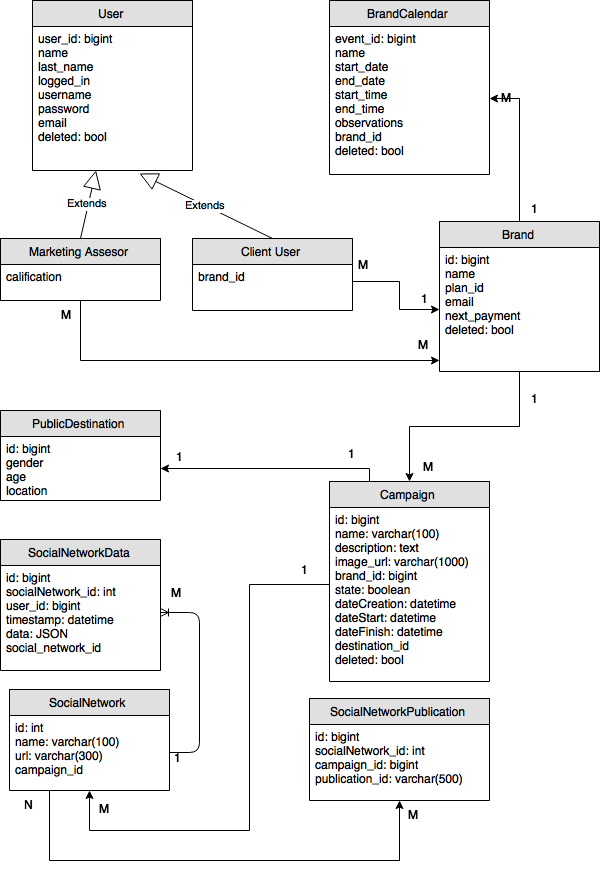 User
user_id: bigint
name
last_name
logged_in
username
password
email
deleted: bool
BrandCalendar
event_id: bigint
name
start_date
end_date
start_time
end_time
observations
brand_id
deleted: bool
M
1
Extends
Extends
Marketing Assesor
calification
Client User
brand_id
M
1
Brand
id: bigint
name
plan_id
email
next_payment
deleted: bool
M
M
1
M
PublicDestination
id: bigint
gender
age
location
1
1
Campaign
id: bigint
name: varchar(100)
description: text
image_url: varchar(1000)
brand_id: bigint
state: boolean
dateCreation: datetime
dateStart: datetime
dateFinish: datetime
destination_id
deleted: bool
1
SocialNetworkData
id: bigint
socialNetwork_id: int
user_id: bigint
timestamp: datetime
data: JSON
social_network_id
M
1
SocialNetwork
id: int
name: varchar(100)
url: varchar(300)
campaign_id
N
M
SocialNetworkPublication
id: bigint
socialNetwork_id: int
campaign_id: bigint
publication_id: varchar(500)
M